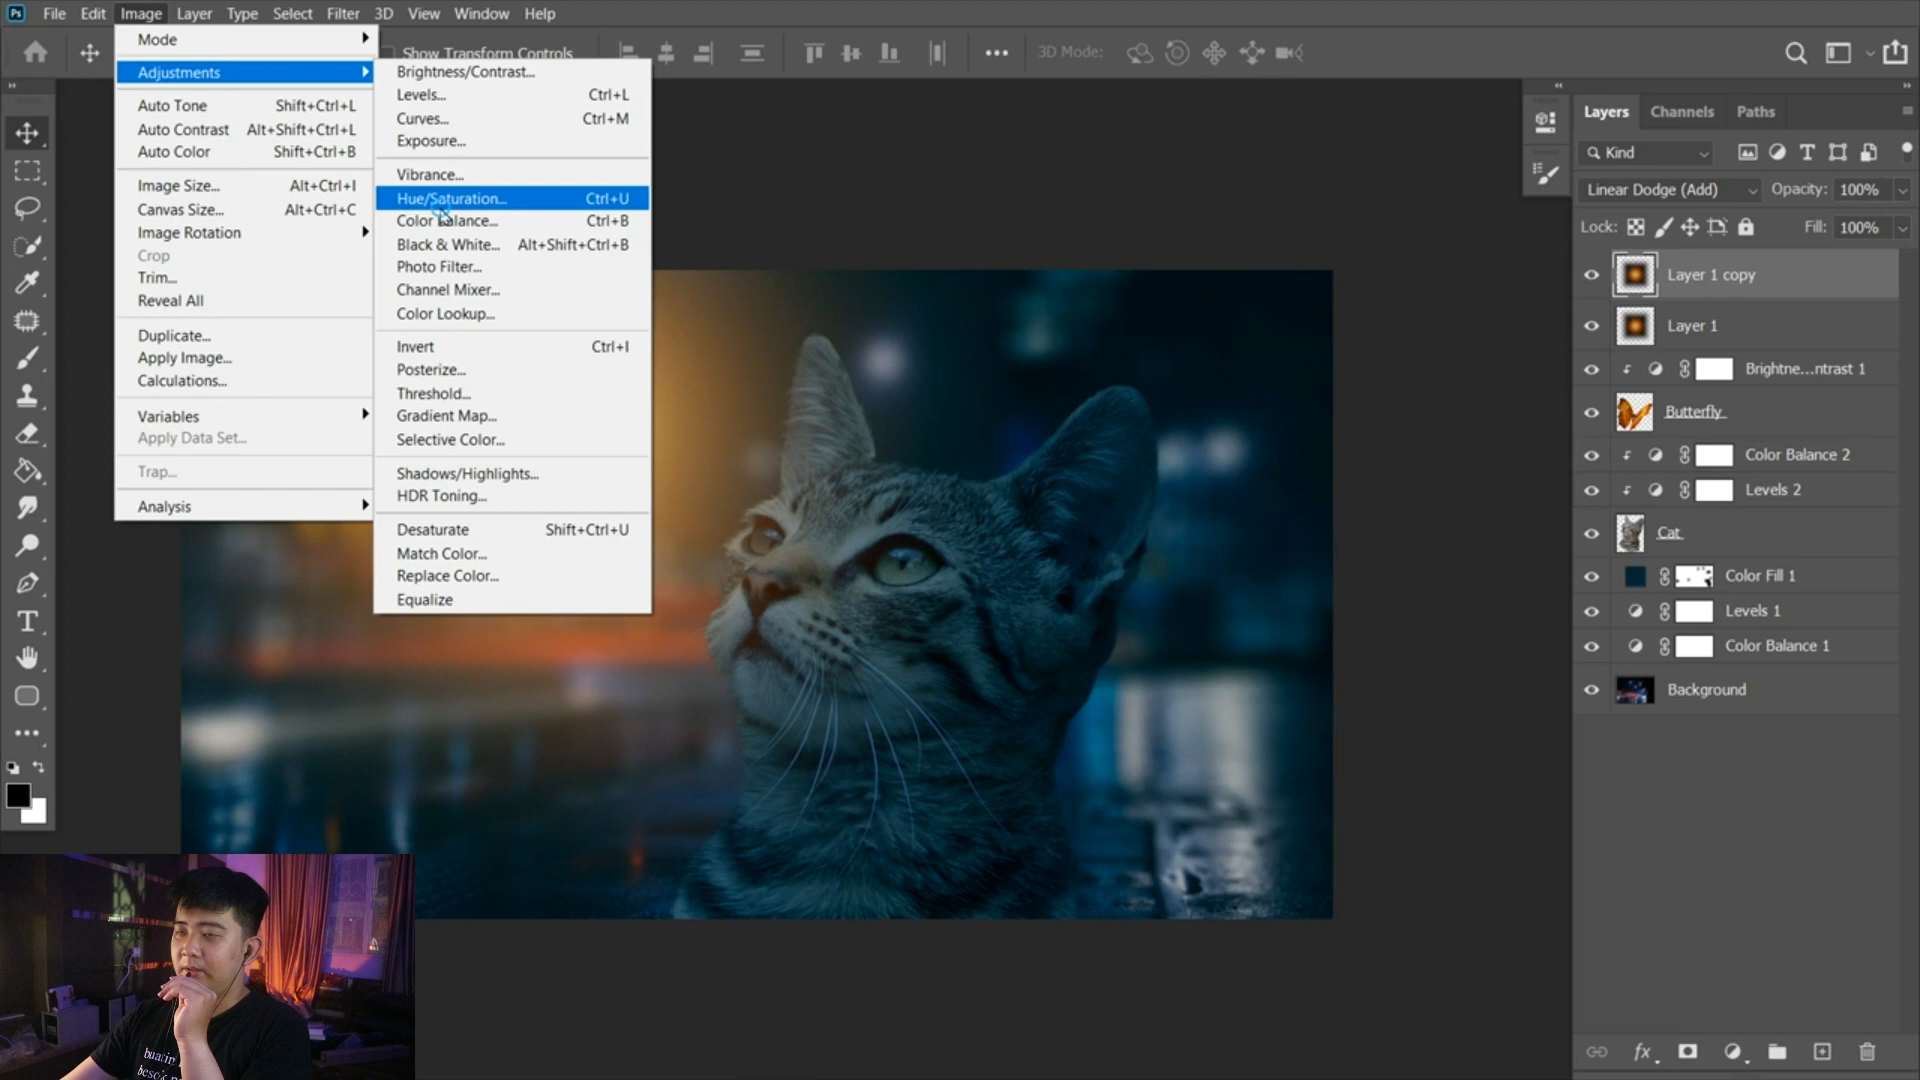 Ps File Edit Image Layer Type Select Filter 3D View Window Help
Show Transform Controls
3D Mode:
Mode
Adjustments
Auto Tone Shift+Ctrl+L
Auto Contrast Alt+Shift+Ctrl+L
Auto Color Shift+Ctrl+B
Image Size... Alt+Ctrl+I
Canvas Size... Alt+Ctrl+C
Image Rotation
Crop
Trim...
Reveal All
Duplicate...
Apply Image...
Calculations...
Variables
Apply Data Set...
Trap...
Analysis
Brightness/Contrast...
Levels... Ctrl+L
Curves... Ctrl+M
Exposure...
Vibrance...
Hue/Saturation... Ctrl+U
Color Balance... Ctrl+B
Black & White... Alt+Shift+Ctrl+B
Photo Filter...
Channel Mixer...
Color Lookup...
Invert Ctrl+I
Posterize...
Threshold...
Gradient Map...
Selective Color...
Shadows/Highlights...
HDR Toning...
Desaturate Shift+Ctrl+U
Match Color...
Replace Color...
Equalize
Layers Channels Paths
Kind
Linear Dodge (Add) Opacity: 100%
Lock: Fill: 100%
Layer 1 copy
Layer 1
Brightne...ntrast 1
Butterfly
Color Balance 2
Levels 2
Cat
Color Fill 1
Levels 1
Color Balance 1
Background
fx